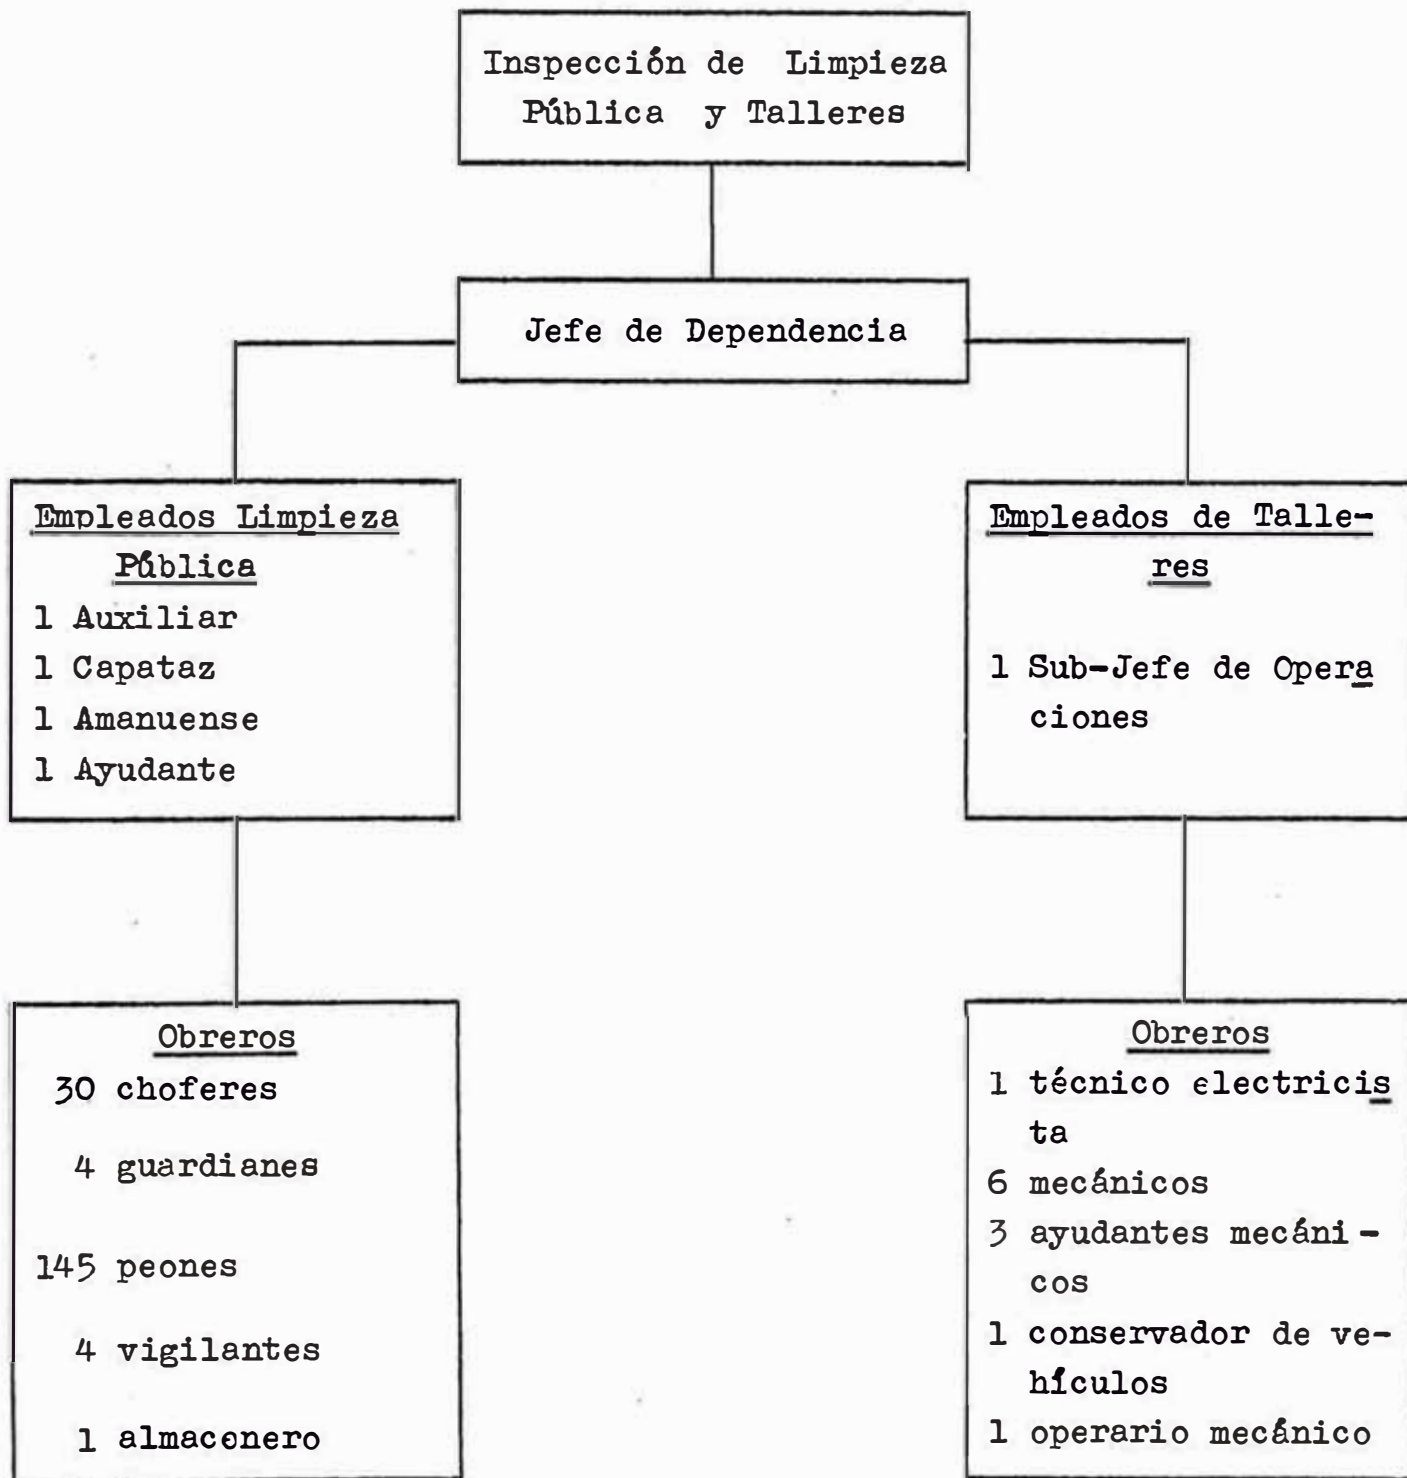 Inspección de Limpieza
Pública y Talleres
Jefe de Dependencia
Empleados Limpieza
Pública
1 Auxiliar
1 Capataz
1 Amanuense
1 Ayudante
Empleados de Talle-
res
1 Sub-Jefe de Opera
ciones
Obreros
30 choferes
4 guardianes
145 peones
4 vigilantes
1 almaconero
Obreros
1 técnico electricis
ta
6 mecánicos
3 ayudantes mecáni-
cos
1 conservador de ve-
hículos
1 operario mecánico